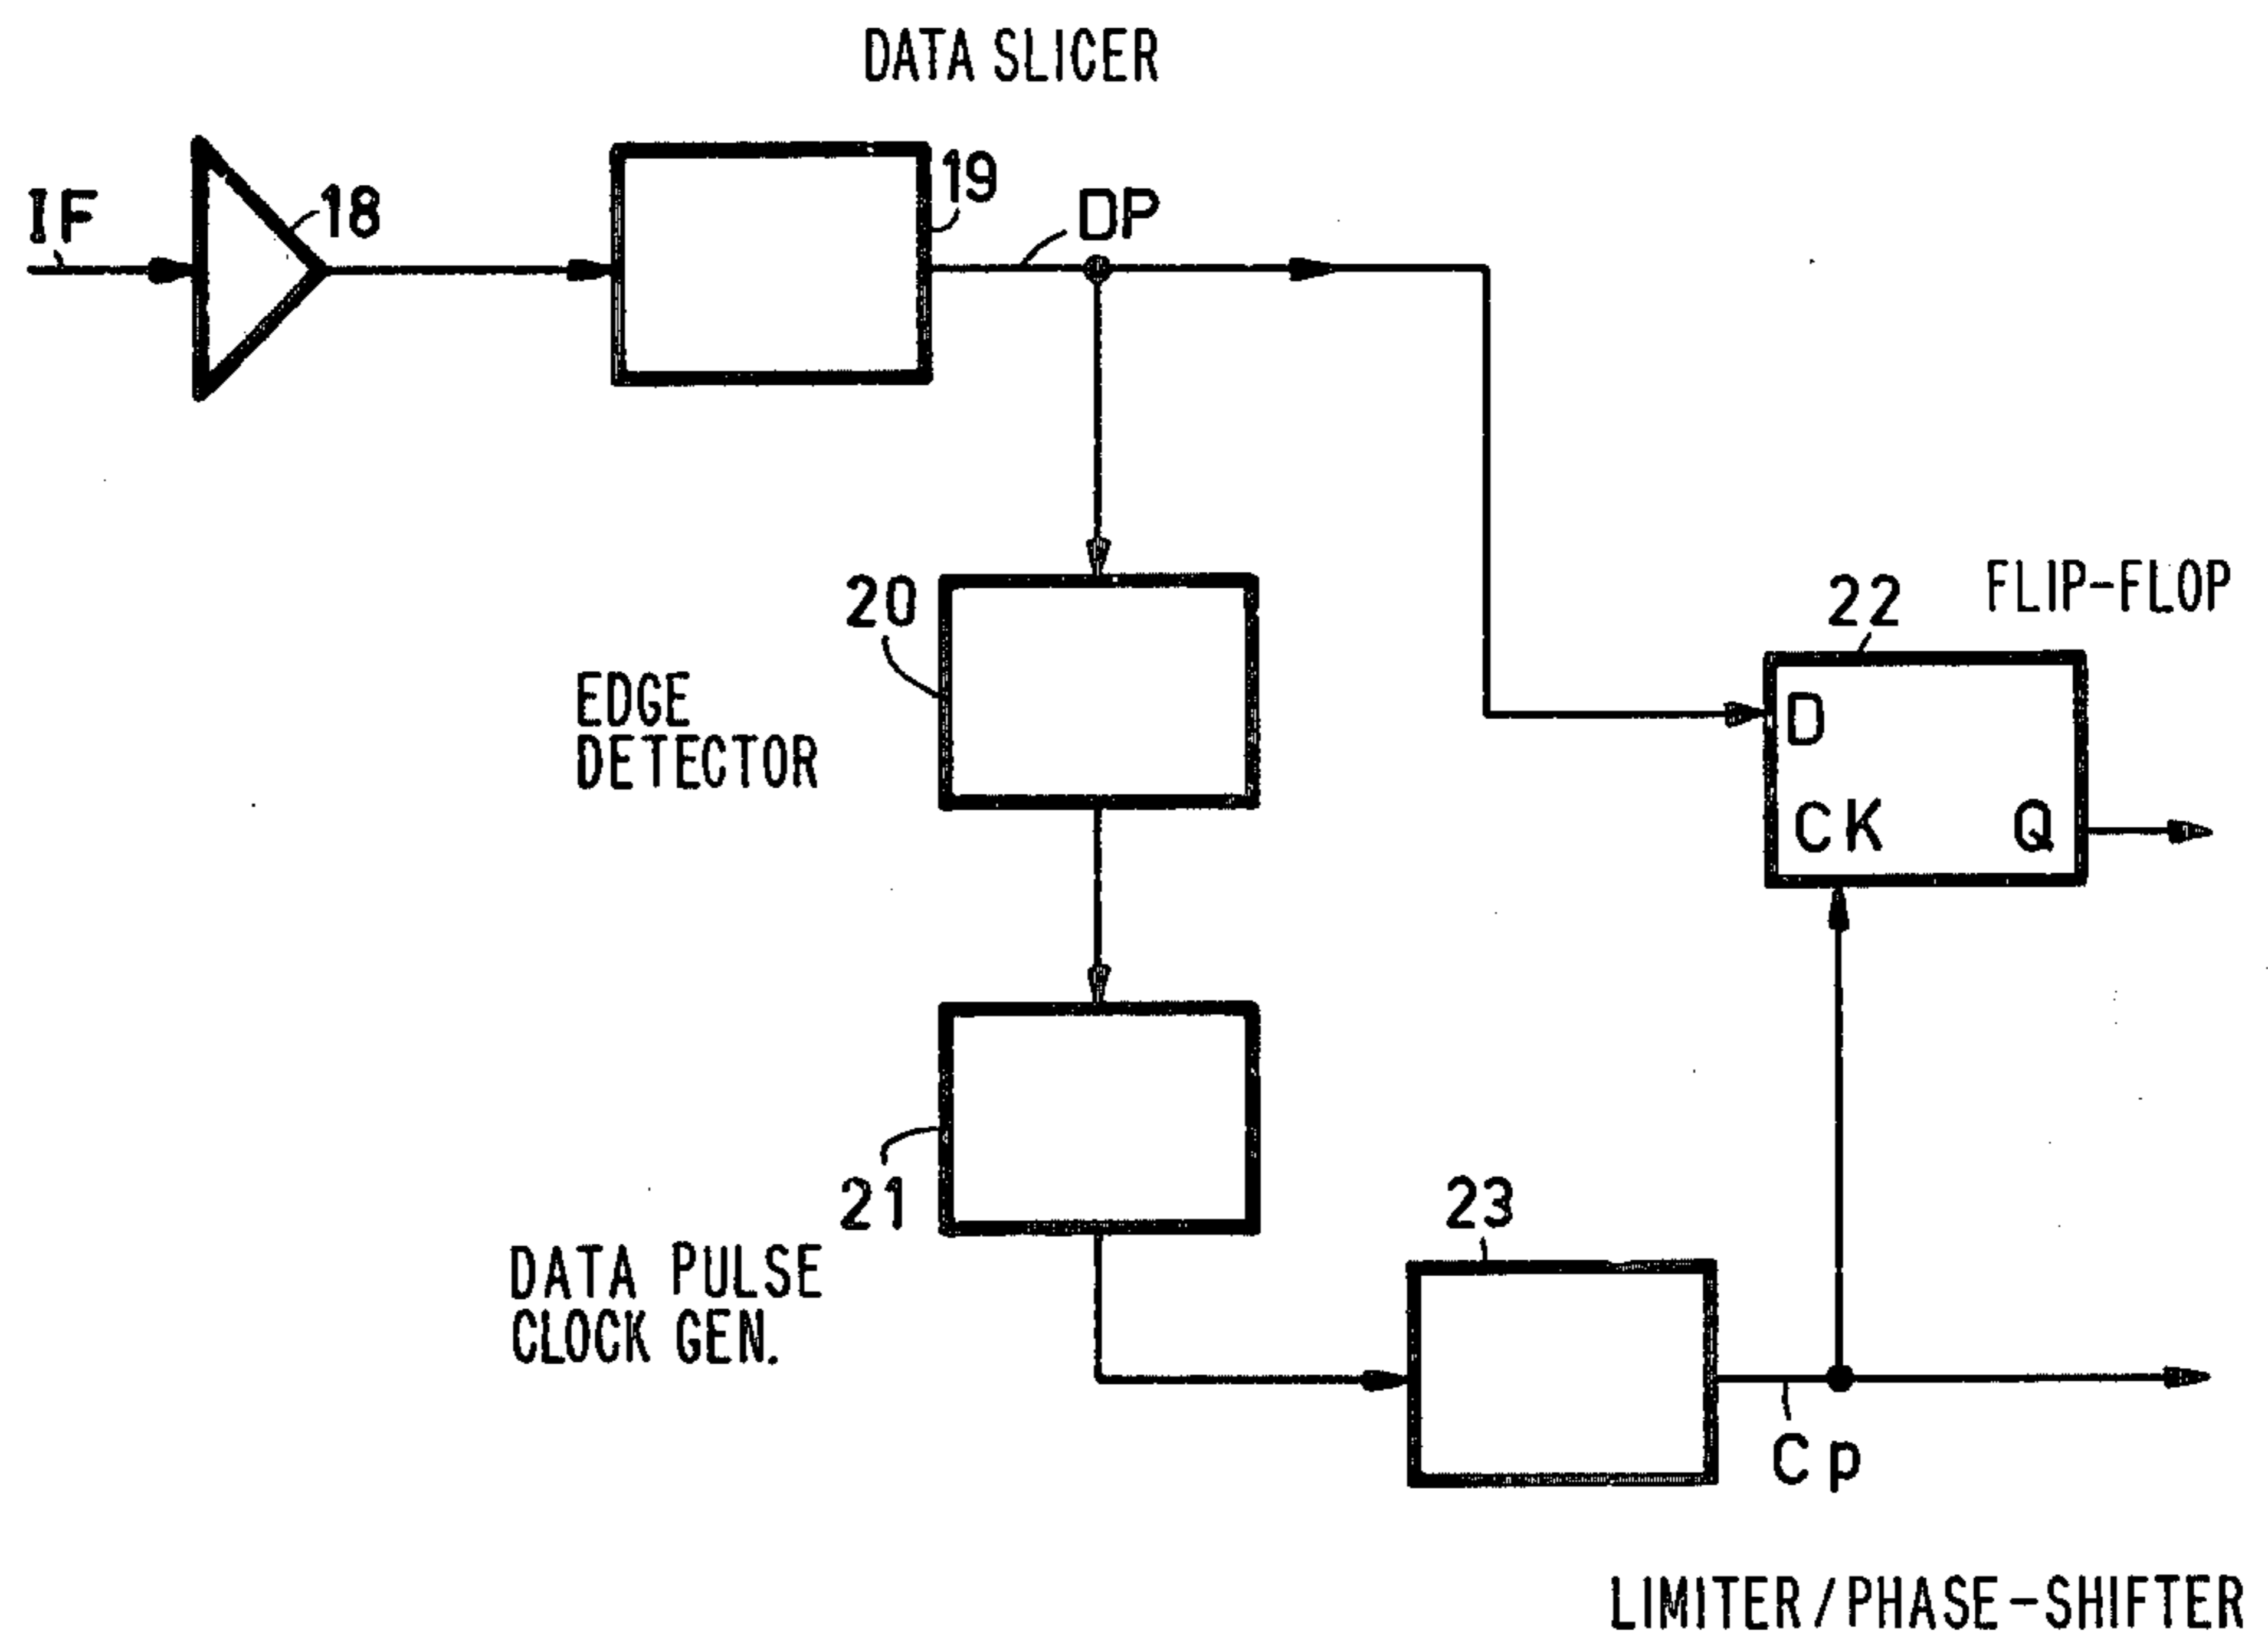 DATA SLICER
IF
18
19
DP
20
EDGE
DETECTOR
22
FLIP-FLOP
D
CK
Q
21
DATA PULSE
CLOCK GEN.
23
Cp
LIMITER/PHASE-SHIFTER